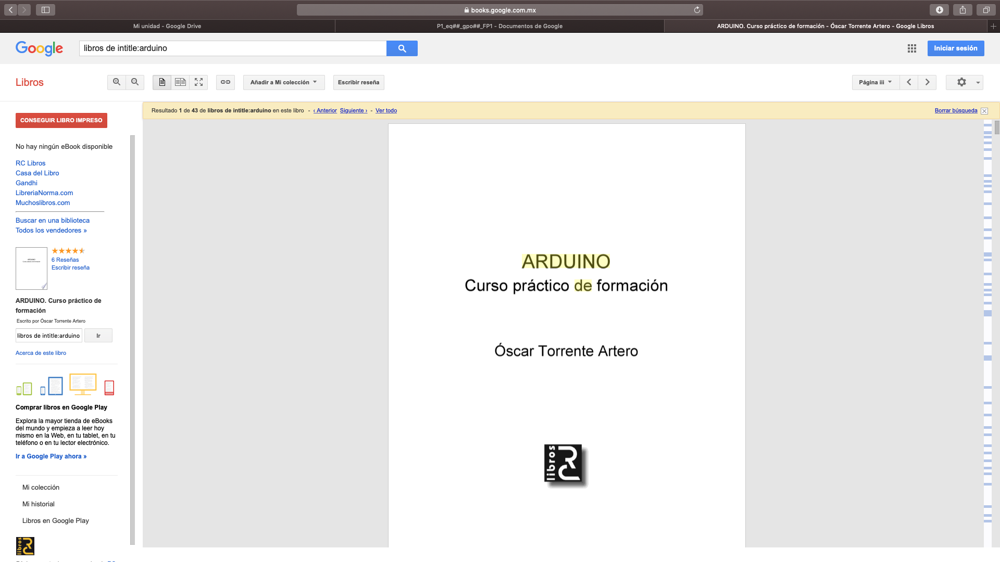 books.google.com.mx
Mi unidad - Google Drive
P1_eq##_gpo##_FP1 - Documentos de Google
ARDUINO. Curso práctico de formación - Óscar Torrente Artero - Google Libros
Google
libros de intitle:arduino
Iniciar sesión
Libros
Añadir a Mi colección
Escribir reseña
Página iii
Resultado 1 de 43 de libros de intitle:arduino en este libro - ‹ Anterior Siguiente › - Ver todo
Borrar búsqueda
CONSEGUIR LIBRO IMPRESO
No hay ningún eBook disponible
RC Libros
Casa del Libro
Gandhi
LibreriaNorma.com
Muchoslibros.com
Buscar en una biblioteca
Todos los vendedores »
6 Reseñas
Escribir reseña
ARDUINO. Curso práctico de
formación
Escrito por Óscar Torrente Artero
libros de intitle:arduino
Ir
Acerca de este libro
Comprar libros en Google Play
Explora la mayor tienda de eBooks
del mundo y empieza a leer hoy
mismo en la Web, en tu tablet, en tu
teléfono o en tu lector electrónico.
Ir a Google Play ahora »
Mi colección
Mi historial
Libros en Google Play
libros RC
ARDUINO
Curso práctico de formación
Óscar Torrente Artero
libros RC